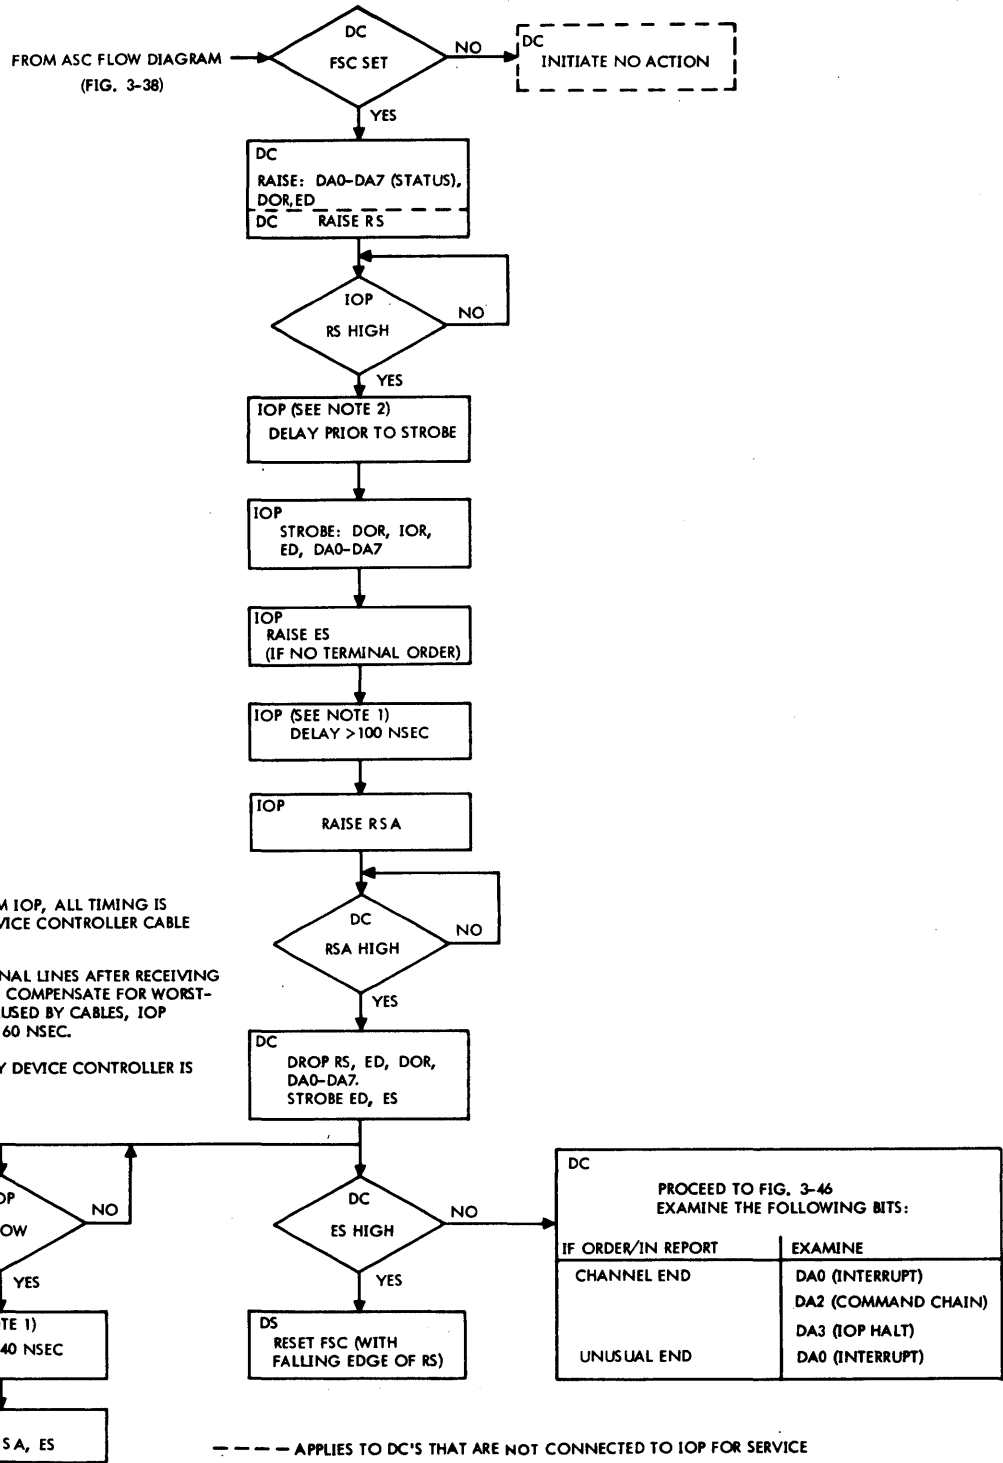 DC
FSC SET
NO
DC
INITIATE NO ACTION
FROM ASC FLOW DIAGRAM
(FIG. 3-38)
YES
DC
RAISE: DA0-DA7 (STATUS),
DOR, ED
DC RAISE RS
IOP
RS HIGH
NO
YES
IOP (SEE NOTE 2)
DELAY PRIOR TO STROBE
IOP
STROBE: DOR, IOR,
ED, DA0-DA7
IOP
RAISE ES
(IF NO TERMINAL ORDER)
IOP (SEE NOTE 1)
DELAY >100 NSEC
IOP
RAISE RSA
DC
RSA HIGH
NO
YES
M IOP, ALL TIMING IS
VICE CONTROLLER CABLE
NAL LINES AFTER RECEIVING
COMPENSATE FOR WORST-
USED BY CABLES, IOP
60 NSEC.
Y DEVICE CONTROLLER IS
DC
DROP RS, ED, DOR,
DA0-DA7.
STROBE ED, ES
OP
OW
NO
YES
TE 1)
40 NSEC
SA, ES
DC
ES HIGH
NO
YES
DS
RESET FSC (WITH
FALLING EDGE OF RS)
DC
PROCEED TO FIG. 3-46
EXAMINE THE FOLLOWING BITS:
IF ORDER/IN REPORT EXAMINE
CHANNEL END DA0 (INTERRUPT)
DA2 (COMMAND CHAIN)
DA3 (IOP HALT)
UNUSUAL END DA0 (INTERRUPT)
---- APPLIES TO DC'S THAT ARE NOT CONNECTED TO IOP FOR SERVICE